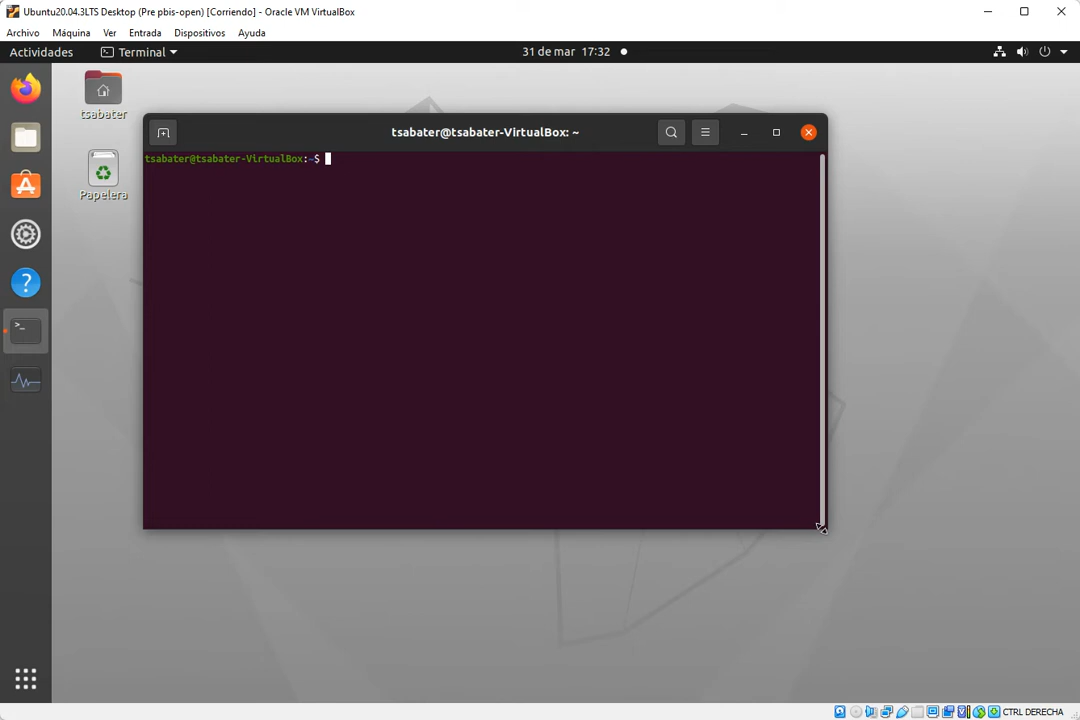 Ubuntu20.04.3LTS Desktop (Pre pbis-open) [Corriendo] - Oracle VM VirtualBox
Archivo Máquina Ver Entrada Dispositivos Ayuda
Actividades Terminal 31 de mar 17:32
tsabater
Papelera
tsabater@tsabater-VirtualBox: ~
tsabater@tsabater-VirtualBox:~$
CTRL DERECHA